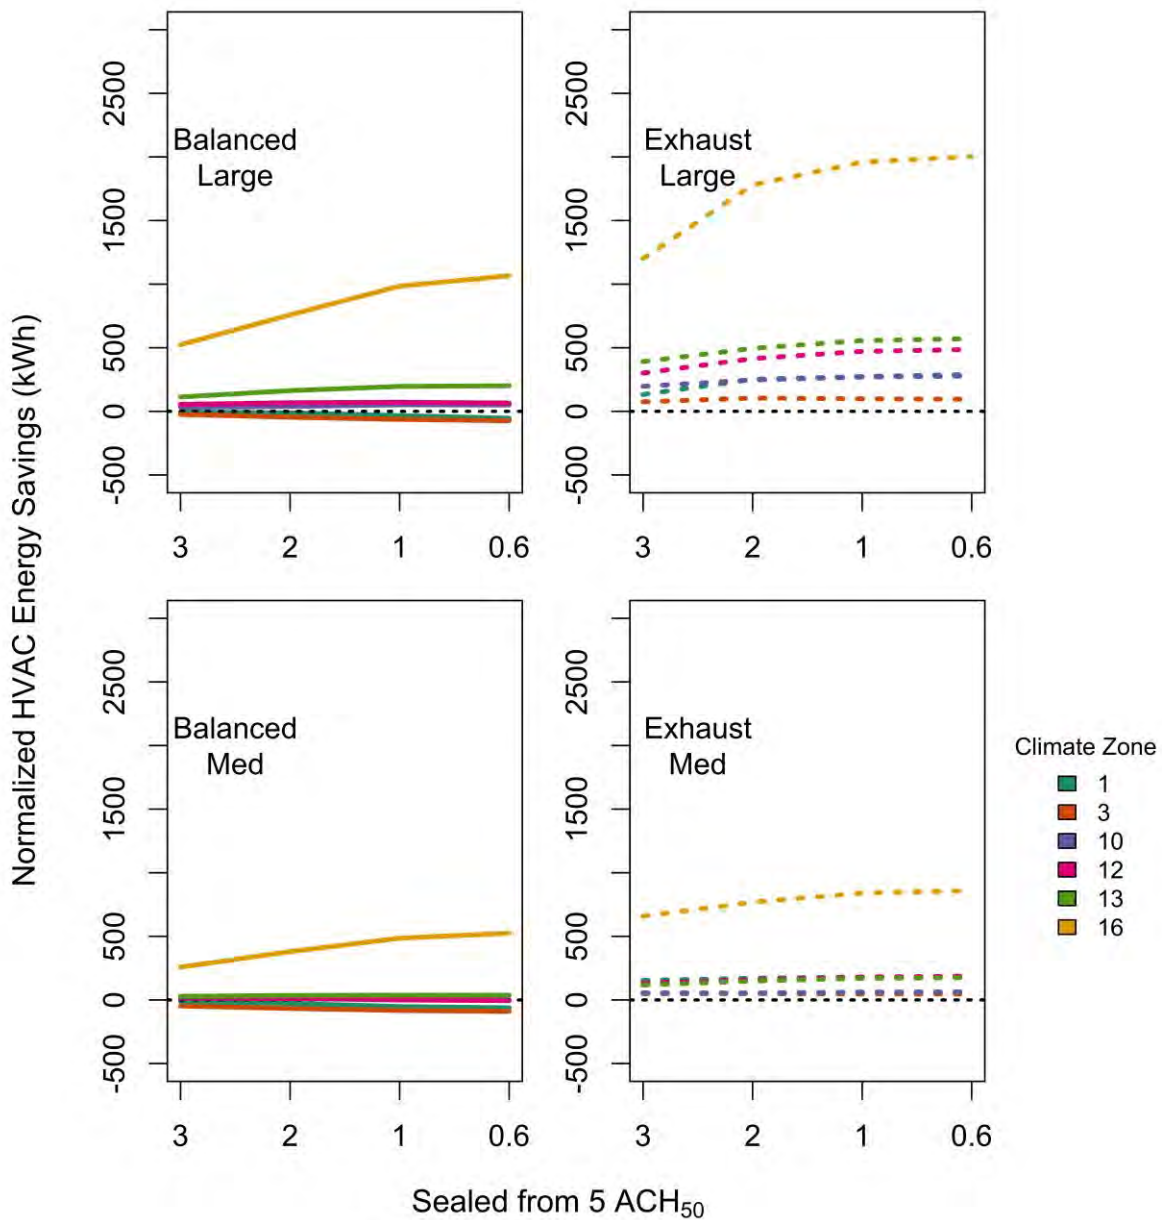 Normalized HVAC Energy Savings (kWh)
2500
1500
500
0
-500
Balanced
Large
3 2 1 0.6
2500
1500
500
0
-500
Exhaust
Large
3 2 1 0.6
2500
1500
500
0
-500
Balanced
Med
3 2 1 0.6
2500
1500
500
0
-500
Exhaust
Med
3 2 1 0.6
Climate Zone
1
3
10
12
13
16
Sealed from 5 ACH₅₀